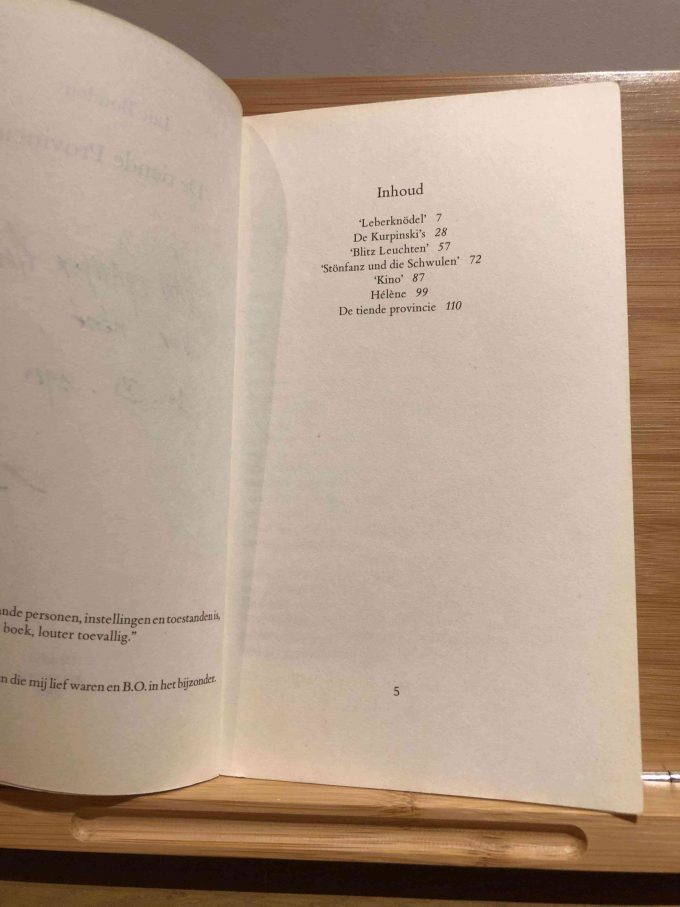 ande personen, instellingen en toestanden is,
boek, louter toevallig."
n die mij lief waren en B.O. in het bijzonder.
Inhoud
'Leberknödel' 7
De Kurpinski's 28
'Blitz Leuchten' 57
'Stönfanz und die Schwulen' 72
'Kino' 87
Hélène 99
De tiende provincie 110
5